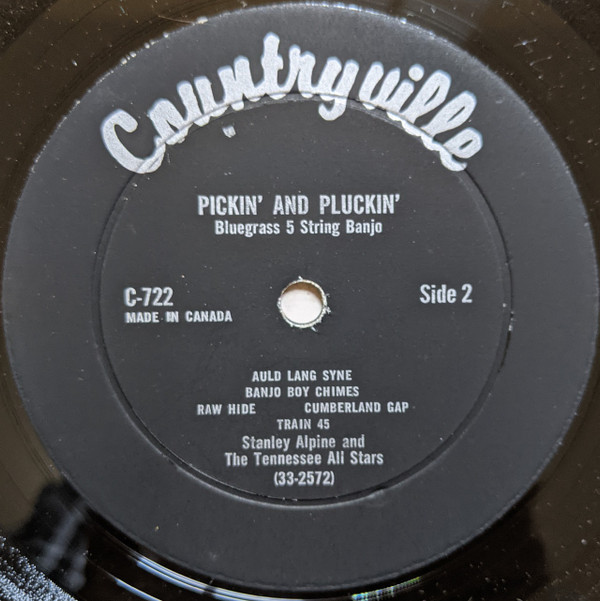 Countryville
PICKIN' AND PLUCKIN'
Bluegrass 5 String Banjo
C-722
MADE IN CANADA
Side 2
AULD LANG SYNE
BANJO BOY CHIMES
RAW HIDE CUMBERLAND GAP
TRAIN 45
Stanley Alpine and
The Tennessee All Stars
(33-2572)